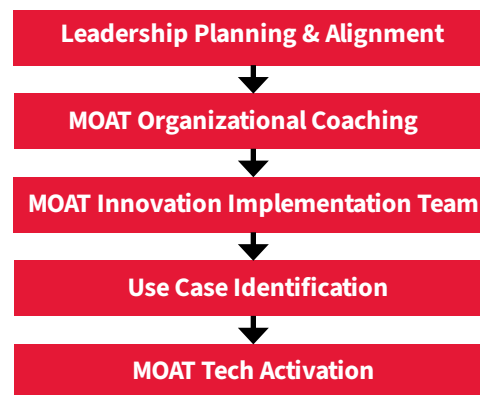 Leadership Planning & Alignment
MOAT Organizational Coaching
MOAT Innovation Implementation Team
Use Case Identification
MOAT Tech Activation